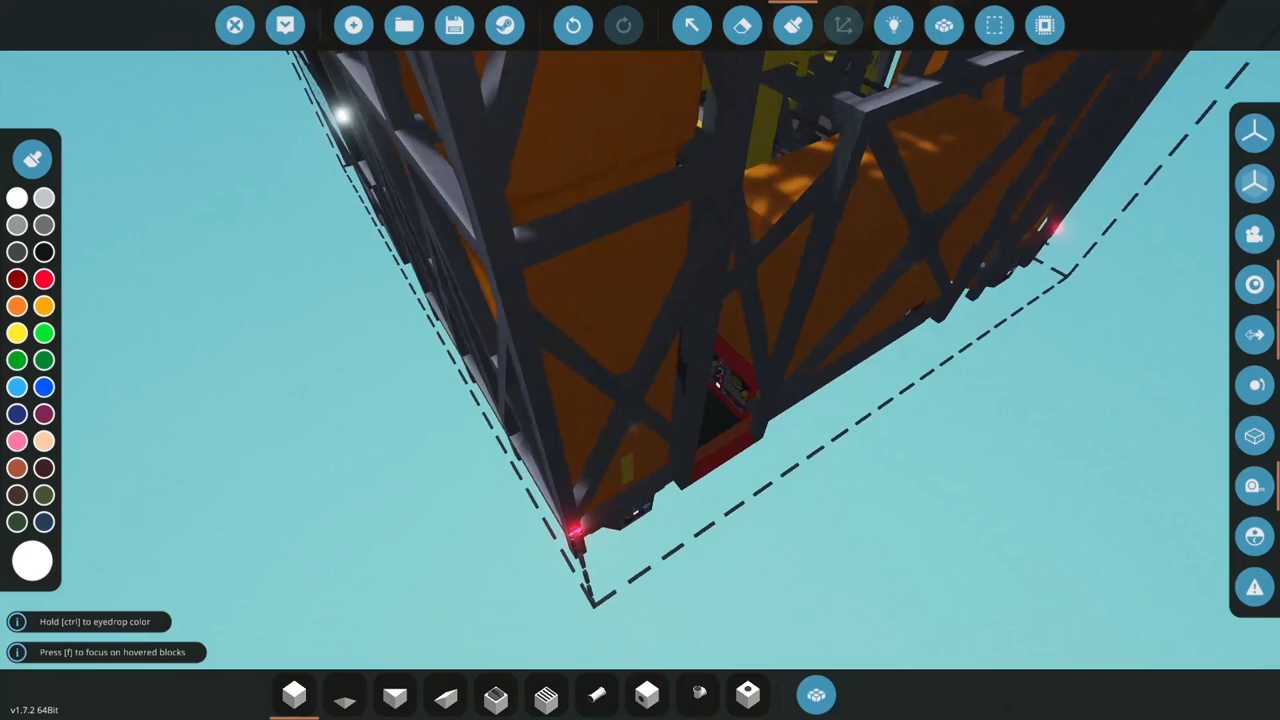 Hold [ctrl] to eyedrop color
Press [f] to focus on hovered blocks
v1.7.2 64Bit